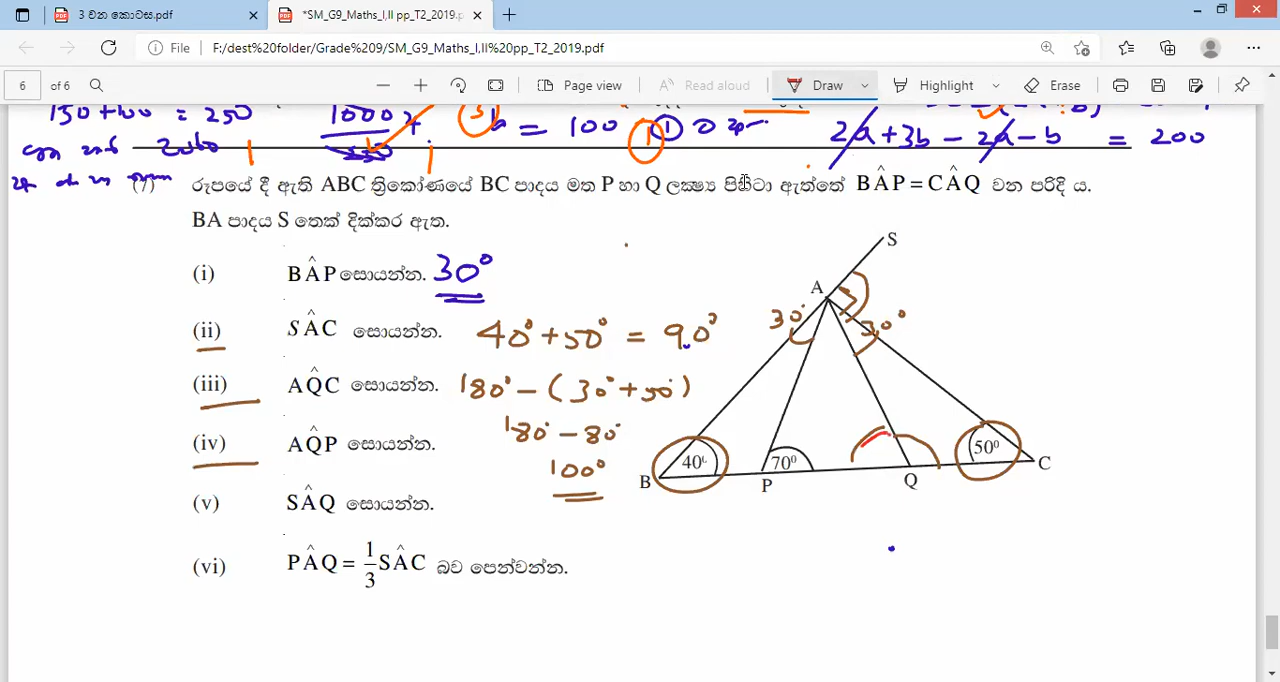 3 වන කොටස.pdf
*SM_G9_Maths_I,II pp_T2_2019.p
File F:/dest%20folder/Grade%209/SM_G9_Maths_I,II%20pp_T2_2019.pdf
6 of 6 Page view Read aloud Draw Highlight Erase
150+100 = 250 1000 3 b = 100 1
2a + 3b - 2a - b = 200
රූපයේ දී ඇති ABC ත්‍රිකෝණයේ BC පාදය මත P හා Q ලක්‍ෂ්‍ය පිහිටා ඇත්තේ BÂP = CÂQ වන පරිදි ය.
BA පාදය S තෙක් දික්කර ඇත.
(i) BÂP සොයන්න. 30°
(ii) SÂC සොයන්න. 40° + 50° = 90°
(iii) AQ̂C සොයන්න. 180° - (30° + 50°)
180° - 80°
(iv) AQ̂P සොයන්න.
100°
(v) SÂQ සොයන්න.
(vi) PÂQ = 1/3 SÂC බව පෙන්වන්න.
S
A
30° 30°
40° 70° 50°
B P Q C